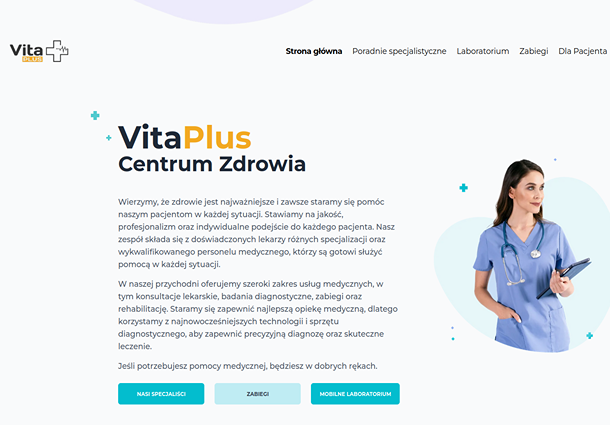 Vita
PLUS
Strona główna Poradnie specjalistyczne Laboratorium Zabiegi Dla Pacjenta
VitaPlus
Centrum Zdrowia
Wierzymy, że zdrowie jest najważniejsze i zawsze staramy się pomóc
naszym pacjentom w każdej sytuacji. Stawiamy na jakość,
profesjonalizm oraz indywidualne podejście do każdego pacjenta. Nasz
zespół składa się z doświadczonych lekarzy różnych specjalizacji oraz
wykwalifikowanego personelu medycznego, którzy są gotowi służyć
pomocą w każdej sytuacji.
W naszej przychodni oferujemy szeroki zakres usług medycznych, w
tym konsultacje lekarskie, badania diagnostyczne, zabiegi oraz
rehabilitację. Staramy się zapewnić najlepszą opiekę medyczną, dlatego
korzystamy z najnowocześniejszych technologii i sprzętu
diagnostycznego, aby zapewnić precyzyjną diagnozę oraz skuteczne
leczenie.
Jeśli potrzebujesz pomocy medycznej, będziesz w dobrych rękach.
NASI SPECJALIŚCI ZABIEGI MOBILNE LABORATORIUM